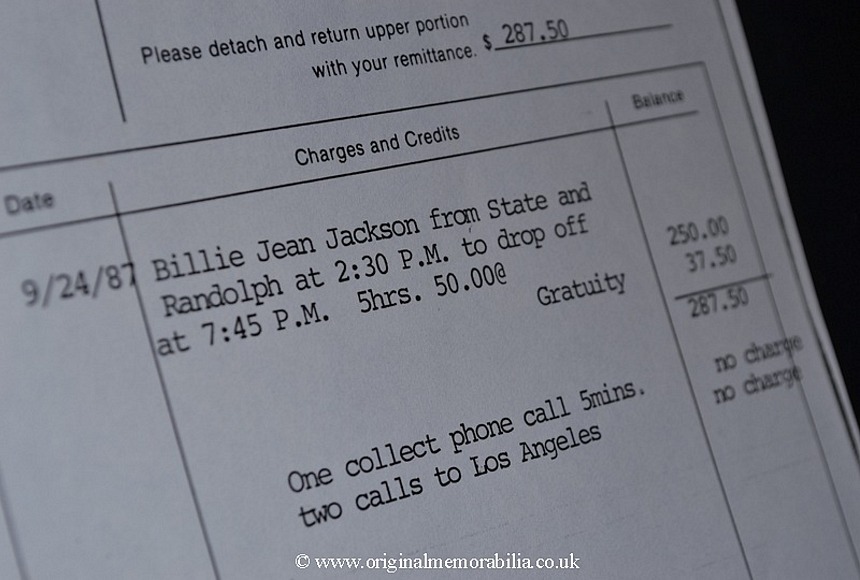 Please detach and return upper portion
with your remittance. $ 287.50
Date Charges and Credits Balance
9/24/87 Billie Jean Jackson from State and
Randolph at 2:30 P.M. to drop off 250.00
at 7:45 P.M. 5hrs. 50.00@ 37.50
Gratuity 287.50
One collect phone call 5mins. no charge
two calls to Los Angeles no charge
© www.originalmemorabilia.co.uk